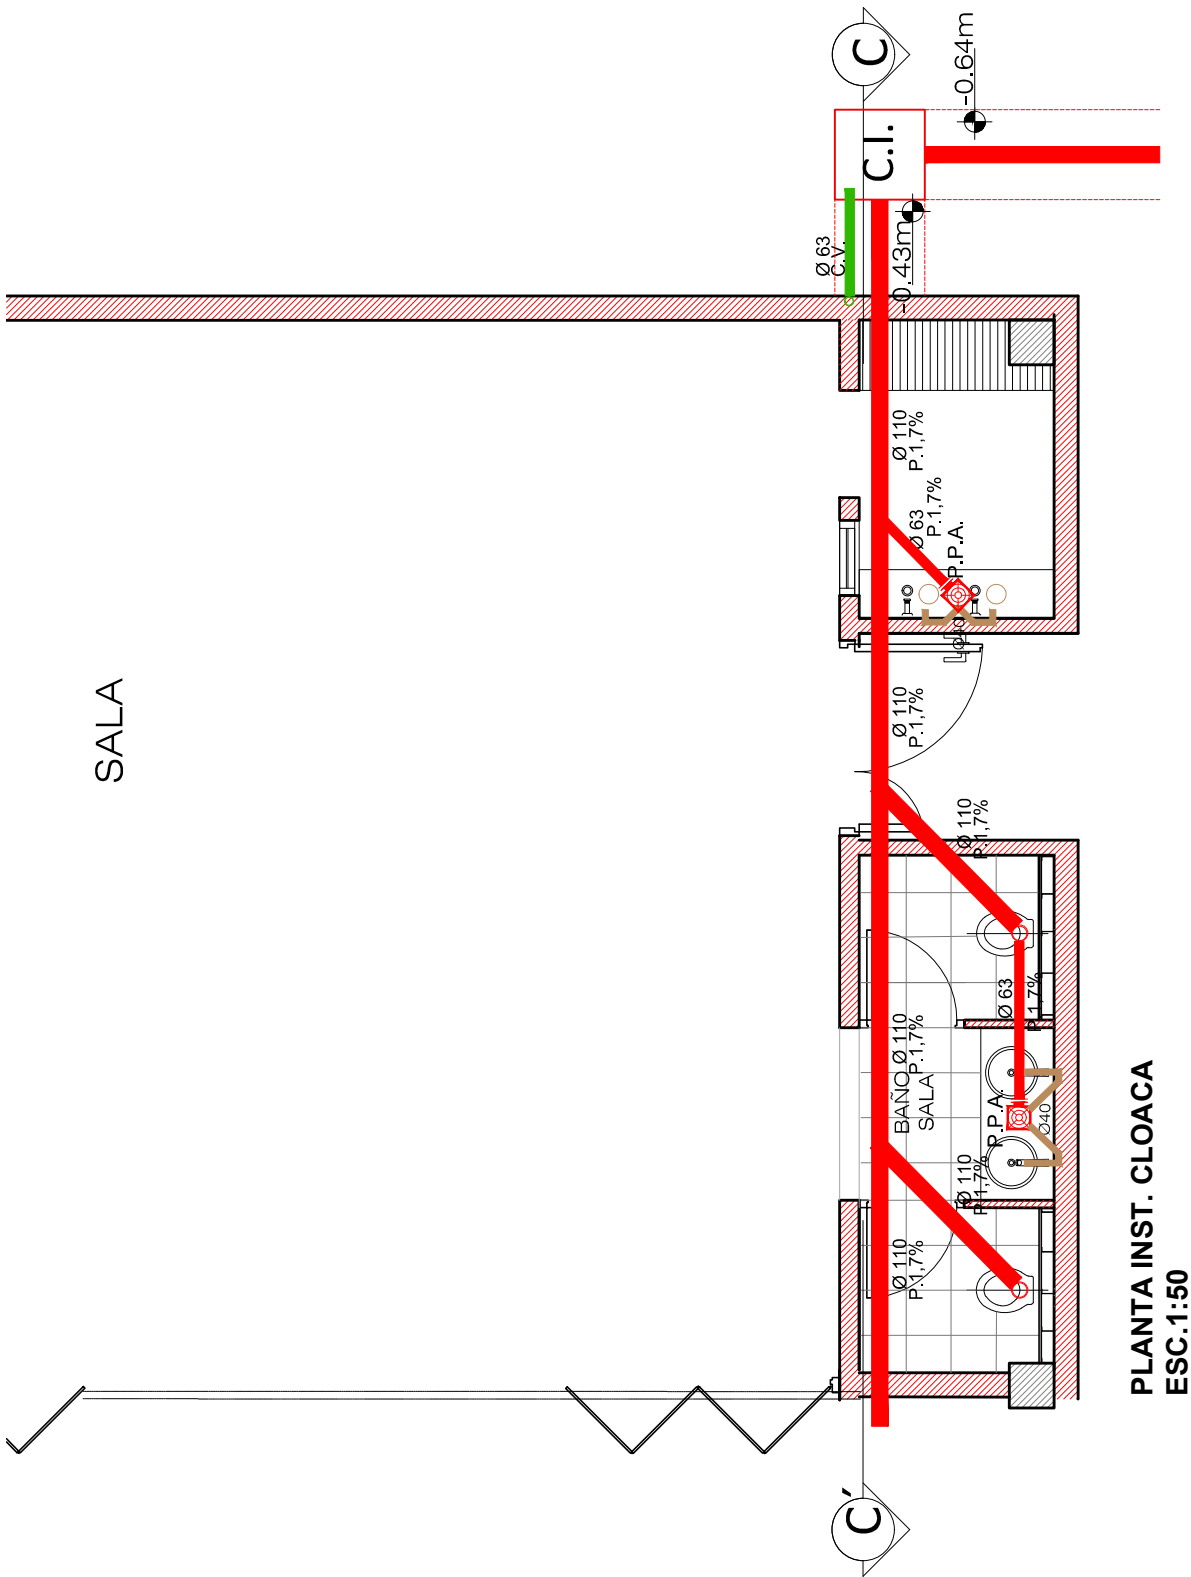 C
-0.64m
C.I.
Ø 63
C.V.
-0.43m
Ø 110
P.1,7%
Ø 63
P.1,7%
P.P.A.
Ø40
SALA
Ø 110
P.1,7%
Ø 110
P.1,7%
Ø 63
P.1,7%
Ø 110
P.1,7%
BAÑO
SALA
P.P.A.
Ø40
Ø 110
P.1,7%
Ø 110
P.1,7%
C'
PLANTA INST. CLOACA
ESC.1:50